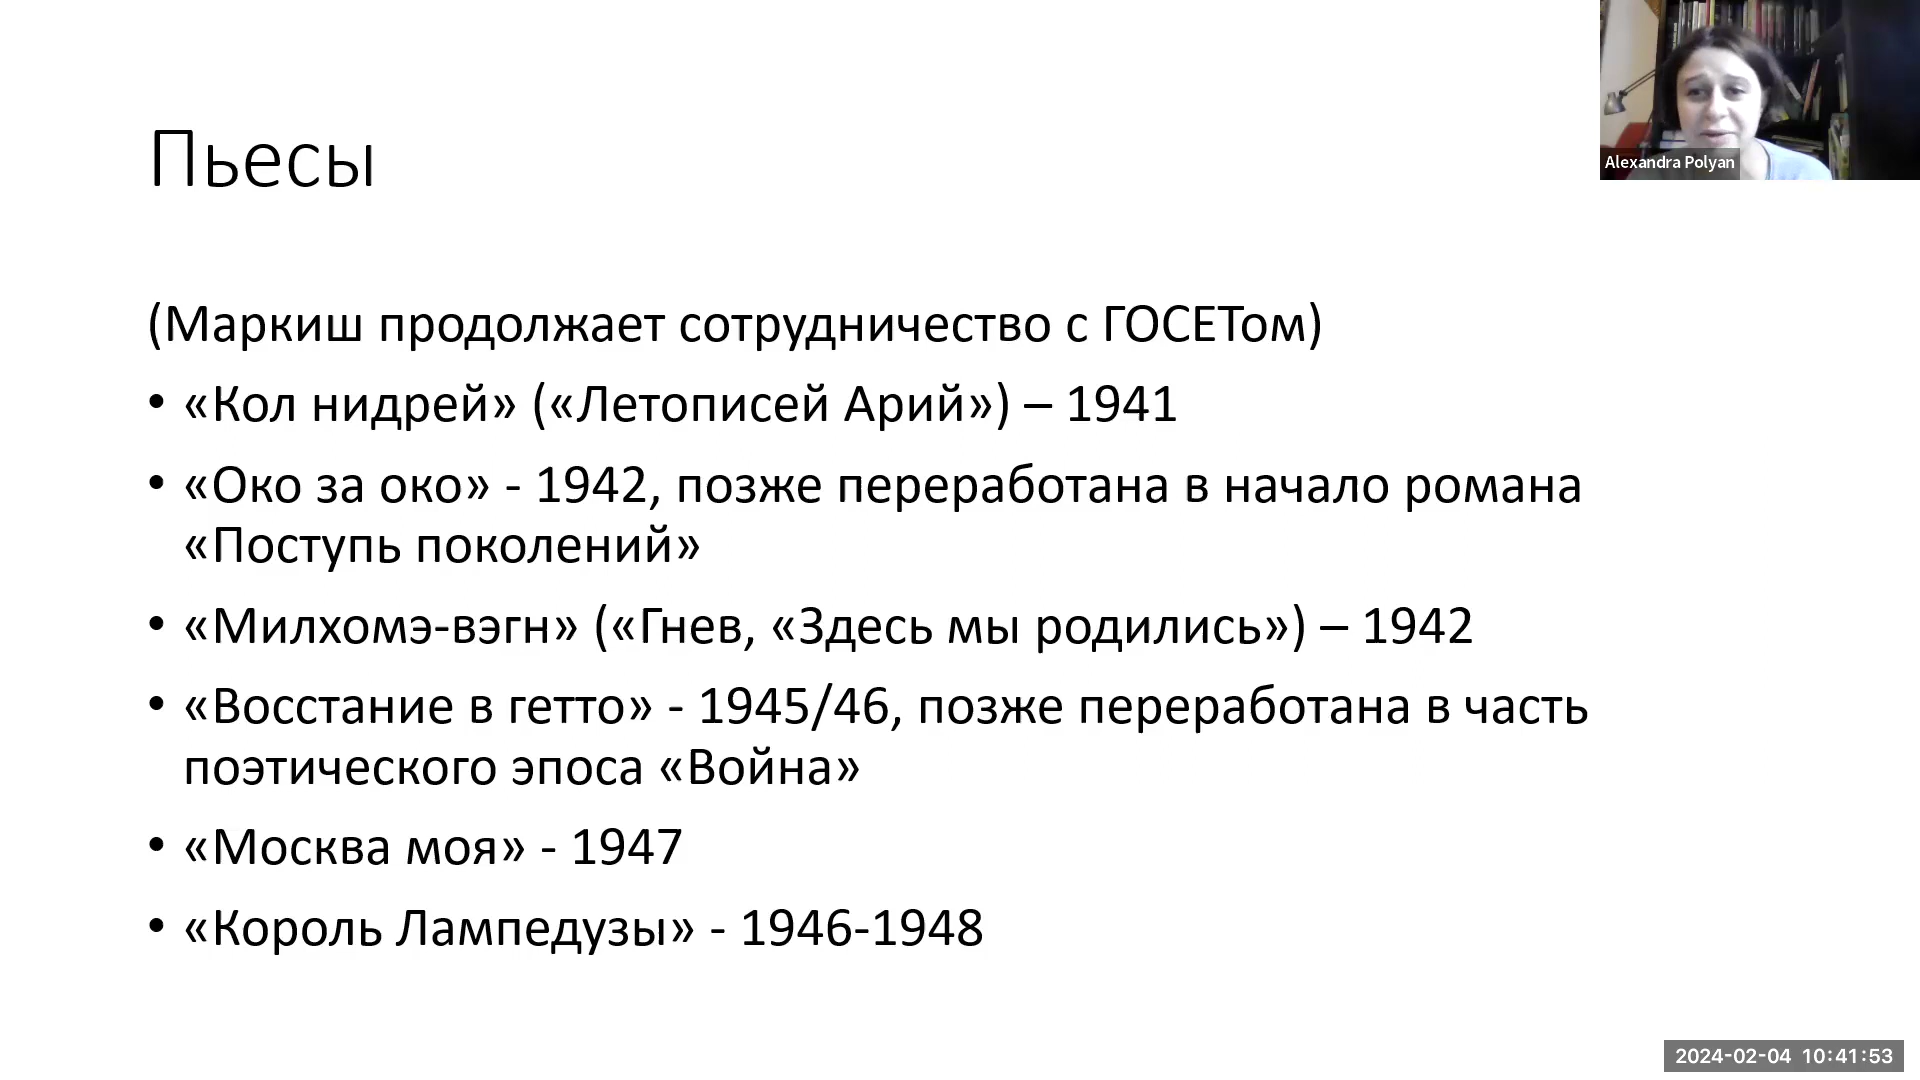 Пьесы
Alexandra Polyan
(Маркиш продолжает сотрудничество с ГОСЕТом)
• «Кол нидрей» («Летописей Арий») – 1941
• «Око за око» - 1942, позже переработана в начало романа
«Поступь поколений»
• «Милхомэ-вэгн» («Гнев, «Здесь мы родились») – 1942
• «Восстание в гетто» - 1945/46, позже переработана в часть
поэтического эпоса «Война»
• «Москва моя» - 1947
• «Король Лампедузы» - 1946-1948
2024-02-04 10:41:53